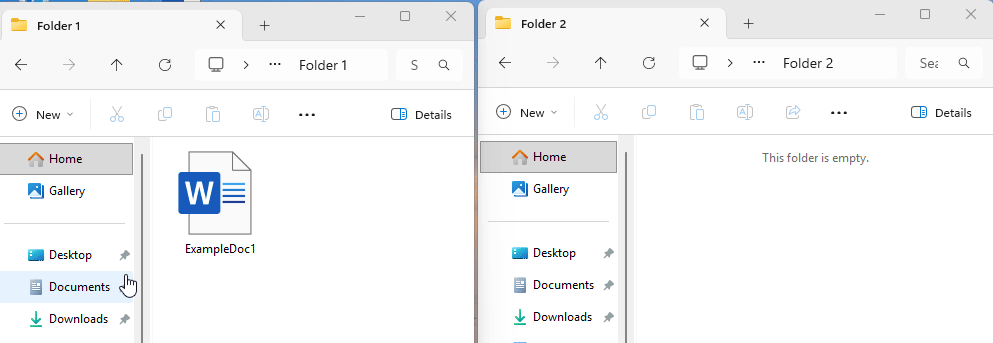 Folder 1
Folder 1
S
New
Details
Home
Gallery
Desktop
Documents
Downloads
W
ExampleDoc1
Folder 2
Folder 2
Sea
New
Details
Home
Gallery
Desktop
Documents
Downloads
This folder is empty.